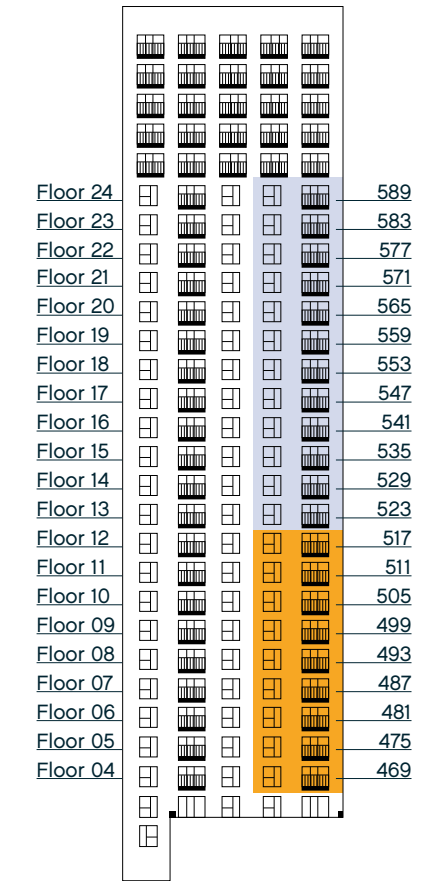 Floor 24 589
Floor 23 583
Floor 22 577
Floor 21 571
Floor 20 565
Floor 19 559
Floor 18 553
Floor 17 547
Floor 16 541
Floor 15 535
Floor 14 529
Floor 13 523
Floor 12 517
Floor 11 511
Floor 10 505
Floor 09 499
Floor 08 493
Floor 07 487
Floor 06 481
Floor 05 475
Floor 04 469